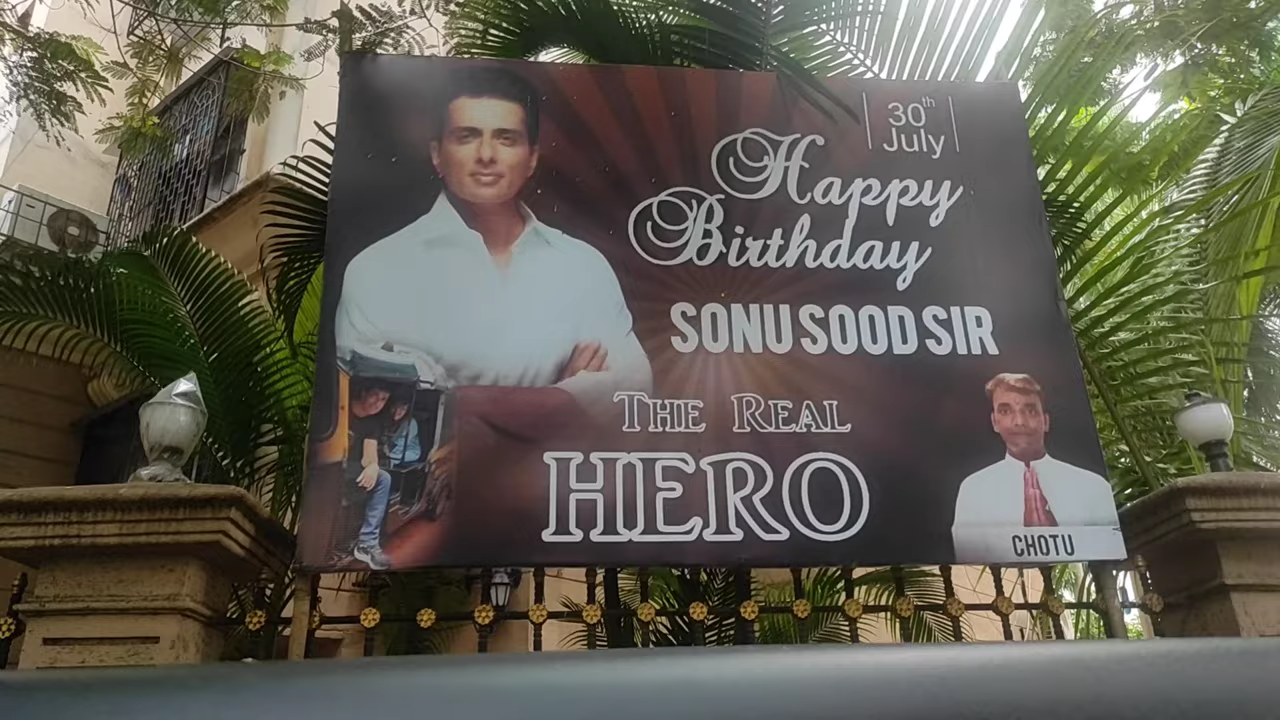 30th
July
Happy
Birthday
SONU SOOD SIR
THE REAL
HERO
CHOTU